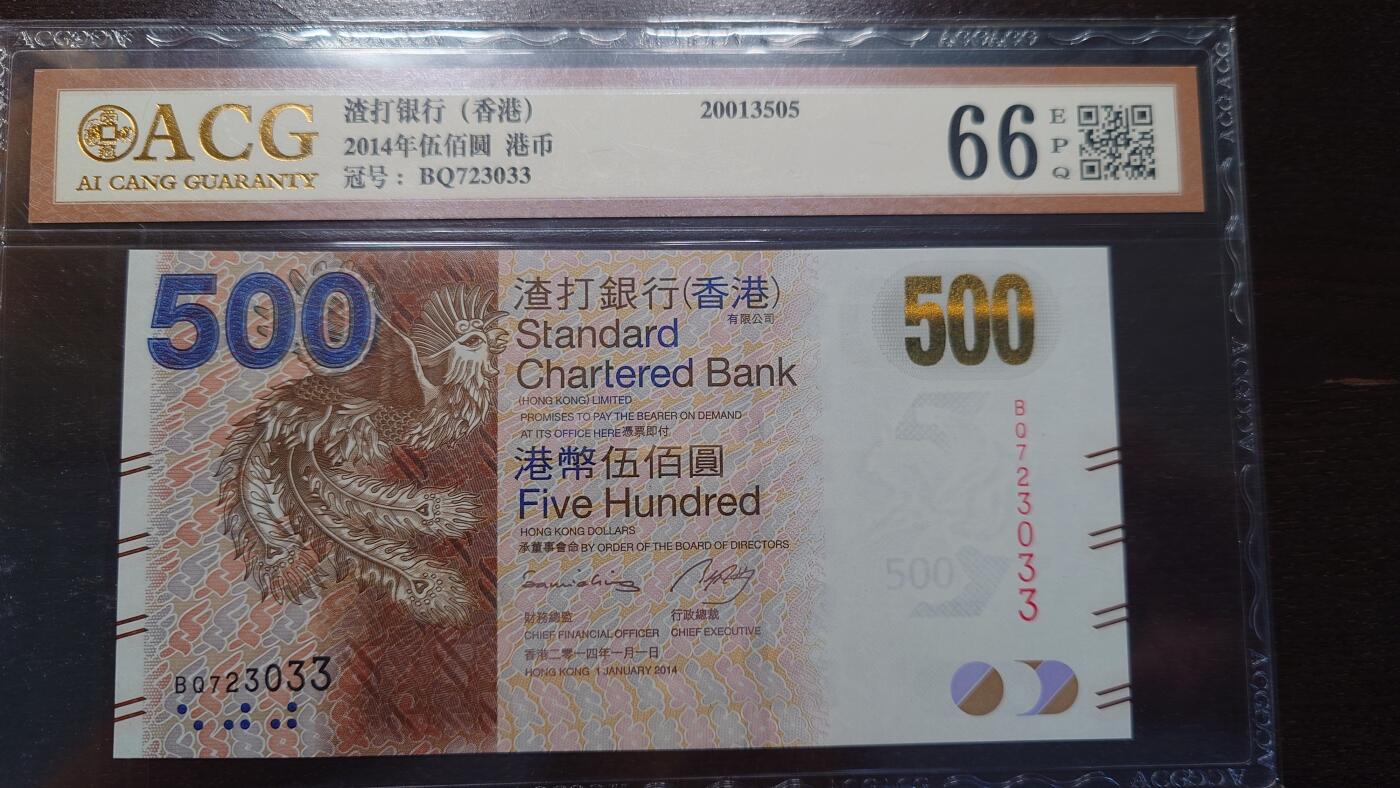 ACG
AI CANG GUARANTY
渣打银行（香港）
2014年伍佰圆 港币
冠号：BQ723033
20013505
66
EPQ
500
渣打銀行(香港)
有限公司
Standard
Chartered Bank
(HONG KONG) LIMITED
PROMISES TO PAY THE BEARER ON DEMAND
AT ITS OFFICE HERE憑票即付
港幣伍佰圓
Five Hundred
HONG KONG DOLLARS
承董事會命 BY ORDER OF THE BOARD OF DIRECTORS
財務總監
CHIEF FINANCIAL OFFICER
行政總裁
CHIEF EXECUTIVE
香港二零一四年一月一日
HONG KONG 1 JANUARY 2014
BQ723033
500
BQ723033
500